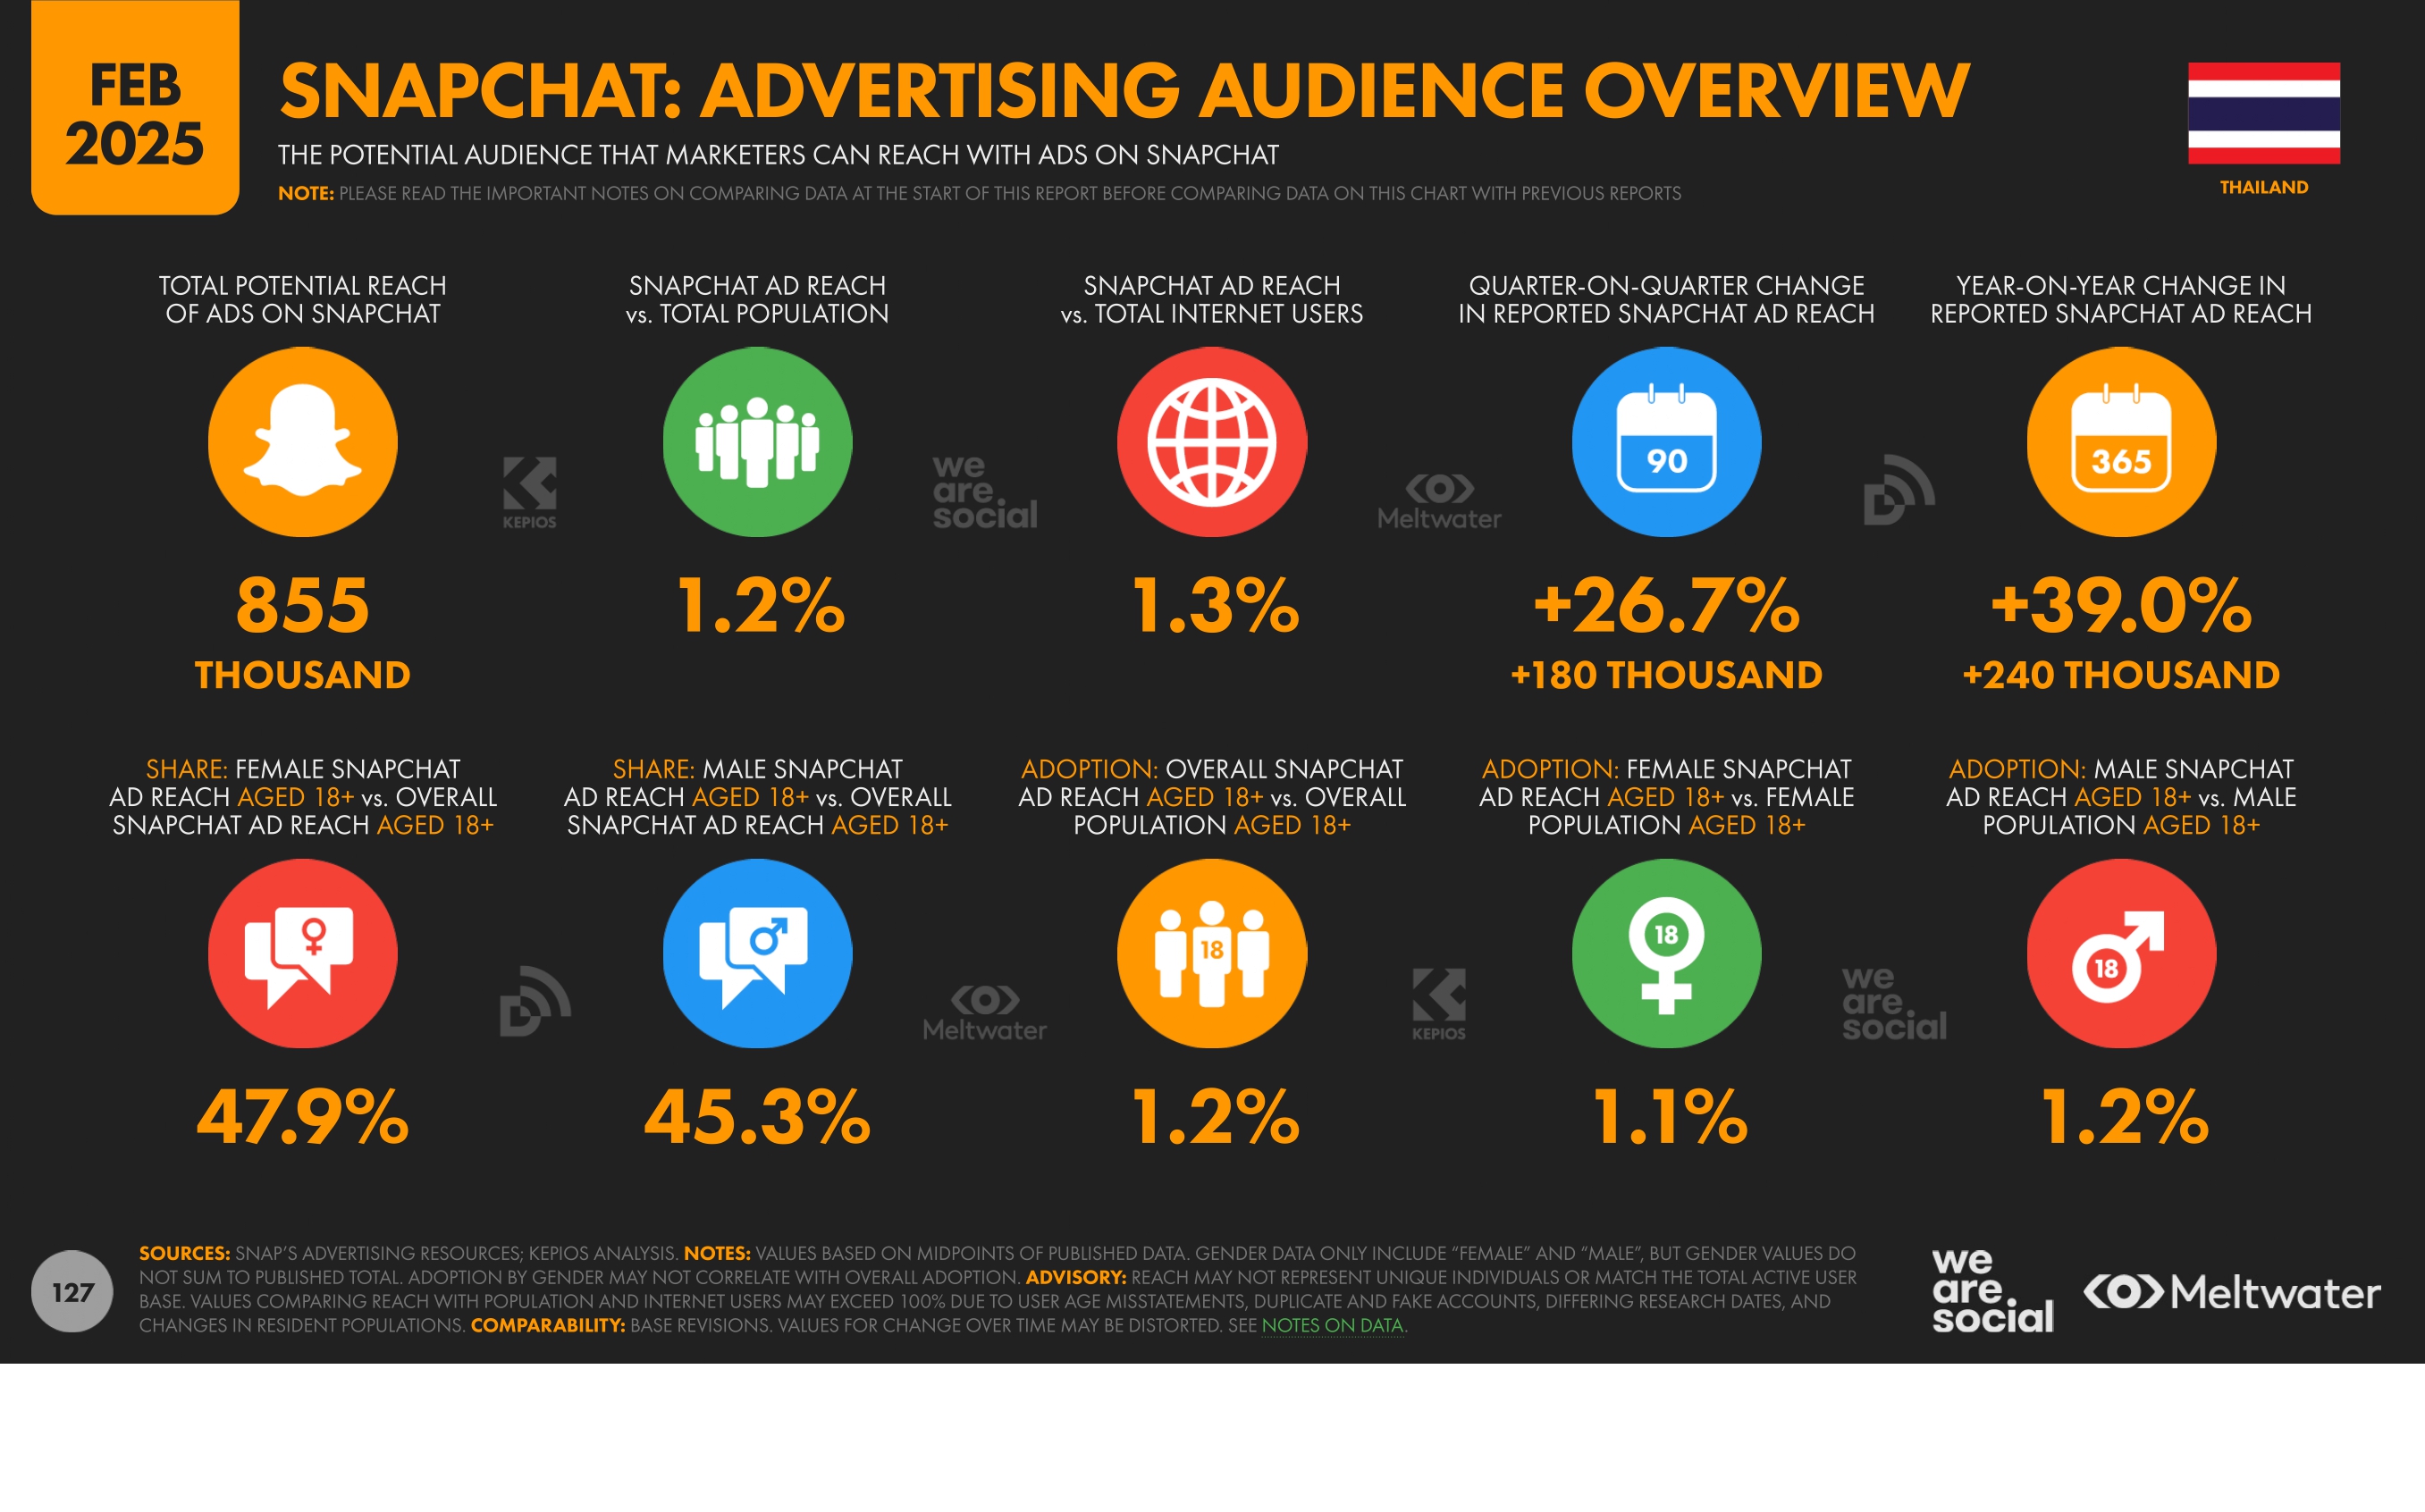 FEB
2025
SNAPCHAT: ADVERTISING AUDIENCE OVERVIEW
THE POTENTIAL AUDIENCE THAT MARKETERS CAN REACH WITH ADS ON SNAPCHAT
NOTE: PLEASE READ THE IMPORTANT NOTES ON COMPARING DATA AT THE START OF THIS REPORT BEFORE COMPARING DATA ON THIS CHART WITH PREVIOUS REPORTS
THAILAND
TOTAL POTENTIAL REACH
OF ADS ON SNAPCHAT
855
THOUSAND
SNAPCHAT AD REACH
vs. TOTAL POPULATION
1.2%
SNAPCHAT AD REACH
vs. TOTAL INTERNET USERS
1.3%
QUARTER-ON-QUARTER CHANGE
IN REPORTED SNAPCHAT AD REACH
90
+26.7%
+180 THOUSAND
YEAR-ON-YEAR CHANGE IN
REPORTED SNAPCHAT AD REACH
365
+39.0%
+240 THOUSAND
KEPIOS
we
are
social
Meltwater
SHARE: FEMALE SNAPCHAT
AD REACH AGED 18+ vs. OVERALL
SNAPCHAT AD REACH AGED 18+
47.9%
SHARE: MALE SNAPCHAT
AD REACH AGED 18+ vs. OVERALL
SNAPCHAT AD REACH AGED 18+
45.3%
ADOPTION: OVERALL SNAPCHAT
AD REACH AGED 18+ vs. OVERALL
POPULATION AGED 18+
18
1.2%
ADOPTION: FEMALE SNAPCHAT
AD REACH AGED 18+ vs. FEMALE
POPULATION AGED 18+
18
1.1%
ADOPTION: MALE SNAPCHAT
AD REACH AGED 18+ vs. MALE
POPULATION AGED 18+
18
1.2%
Meltwater
KEPIOS
we
are
social
127
SOURCES: SNAP'S ADVERTISING RESOURCES; KEPIOS ANALYSIS. NOTES: VALUES BASED ON MIDPOINTS OF PUBLISHED DATA. GENDER DATA ONLY INCLUDE "FEMALE" AND "MALE", BUT GENDER VALUES DO
NOT SUM TO PUBLISHED TOTAL. ADOPTION BY GENDER MAY NOT CORRELATE WITH OVERALL ADOPTION. ADVISORY: REACH MAY NOT REPRESENT UNIQUE INDIVIDUALS OR MATCH THE TOTAL ACTIVE USER
BASE. VALUES COMPARING REACH WITH POPULATION AND INTERNET USERS MAY EXCEED 100% DUE TO USER AGE MISSTATEMENTS, DUPLICATE AND FAKE ACCOUNTS, DIFFERING RESEARCH DATES, AND
CHANGES IN RESIDENT POPULATIONS. COMPARABILITY: BASE REVISIONS. VALUES FOR CHANGE OVER TIME MAY BE DISTORTED. SEE NOTES ON DATA.
we
are
social
Meltwater